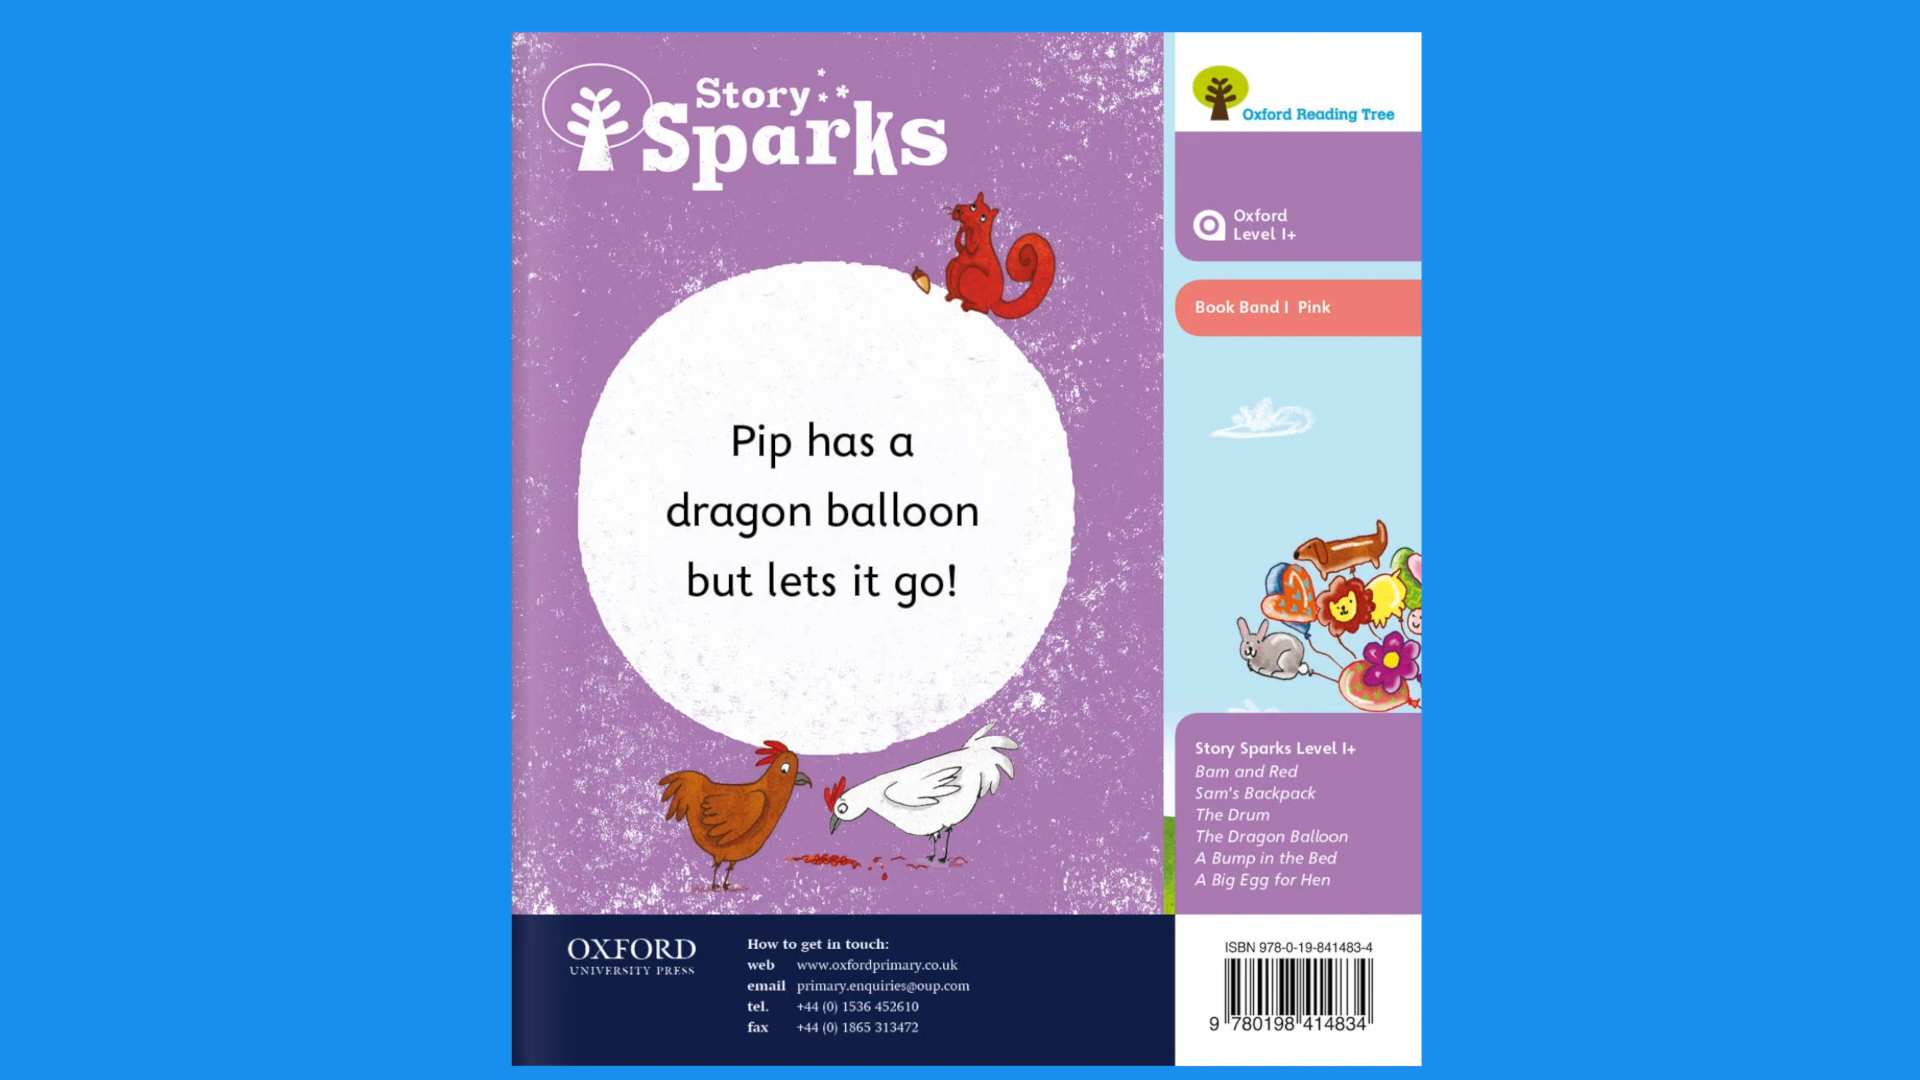 Story
Sparks
Pip has a
dragon balloon
but lets it go!
OXFORD
UNIVERSITY PRESS
How to get in touch:
web www.oxfordprimary.co.uk
email primary.enquiries@oup.com
tel. +44 (0) 1536 452610
fax +44 (0) 1865 313472
Oxford Reading Tree
Oxford
Level 1+
Book Band 1 Pink
Story Sparks Level 1+
Bam and Red
Sam's Backpack
The Drum
The Dragon Balloon
A Bump in the Bed
A Big Egg for Hen
ISBN 978-0-19-841483-4
9 780198 414834